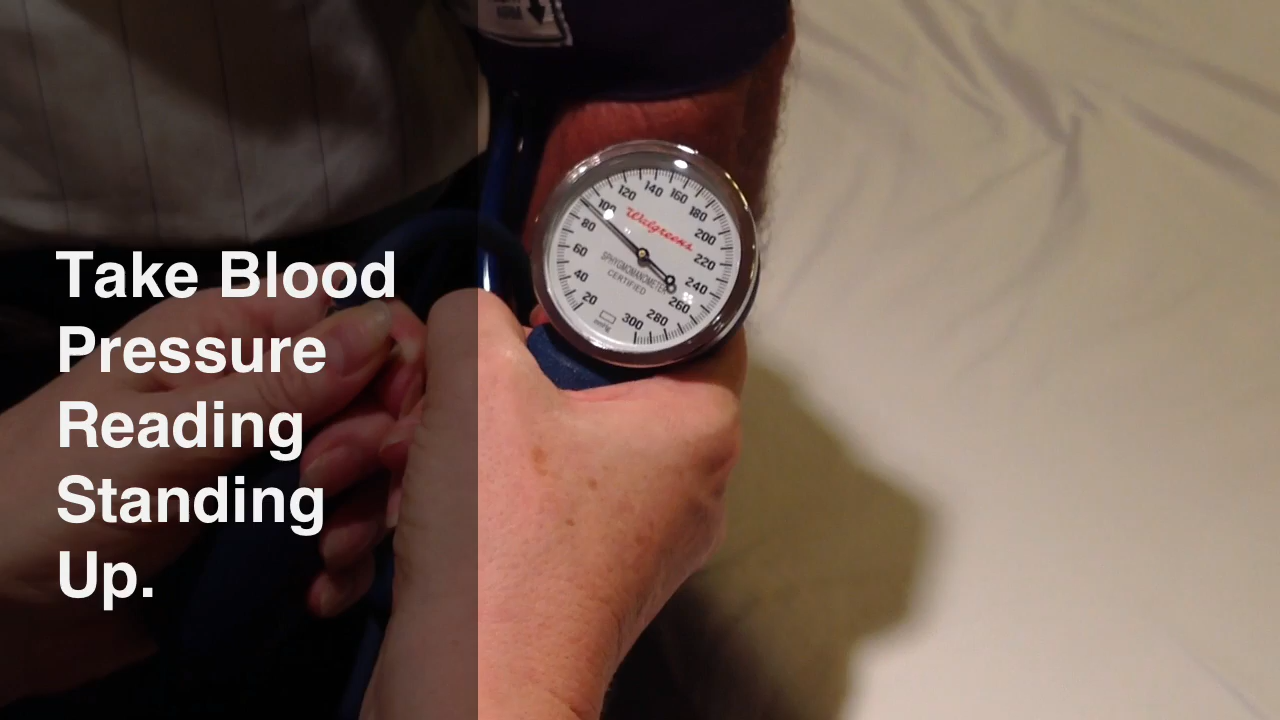 Take Blood
Pressure
Reading
Standing
Up.
20
40
60
80
100
120
140
160
180
200
220
240
260
280
300
Walgreens
SPHYGMOMANOMETER
CERTIFIED
mmHg